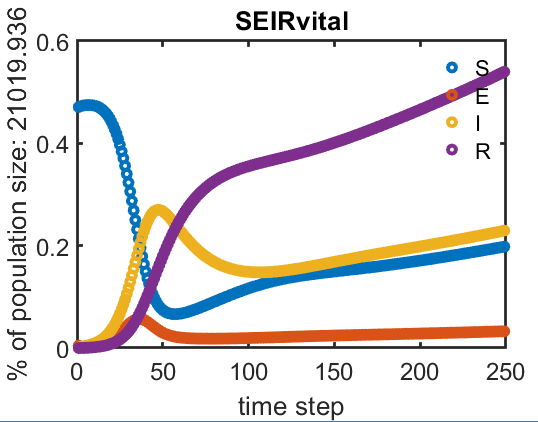 SEIRvital
% of population size: 21019.936
0.6
0.4
0.2
0
S
E
I
R
0 50 100 150 200 250
time step